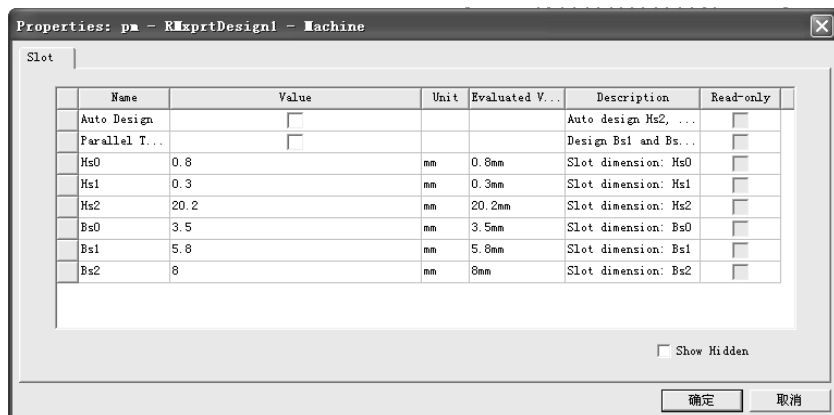 Properties: pm - RMxprtDesign1 - Machine
Slot
Name Value Unit Evaluated V... Description Read-only
Auto Design Auto design Hs2, ...
Parallel T... Design Bs1 and Bs...
Hs0 0.8 mm 0.8mm Slot dimension: Hs0
Hs1 0.3 mm 0.3mm Slot dimension: Hs1
Hs2 20.2 mm 20.2mm Slot dimension: Hs2
Bs0 3.5 mm 3.5mm Slot dimension: Bs0
Bs1 5.8 mm 5.8mm Slot dimension: Bs1
Bs2 8 mm 8mm Slot dimension: Bs2
Show Hidden
确定 取消